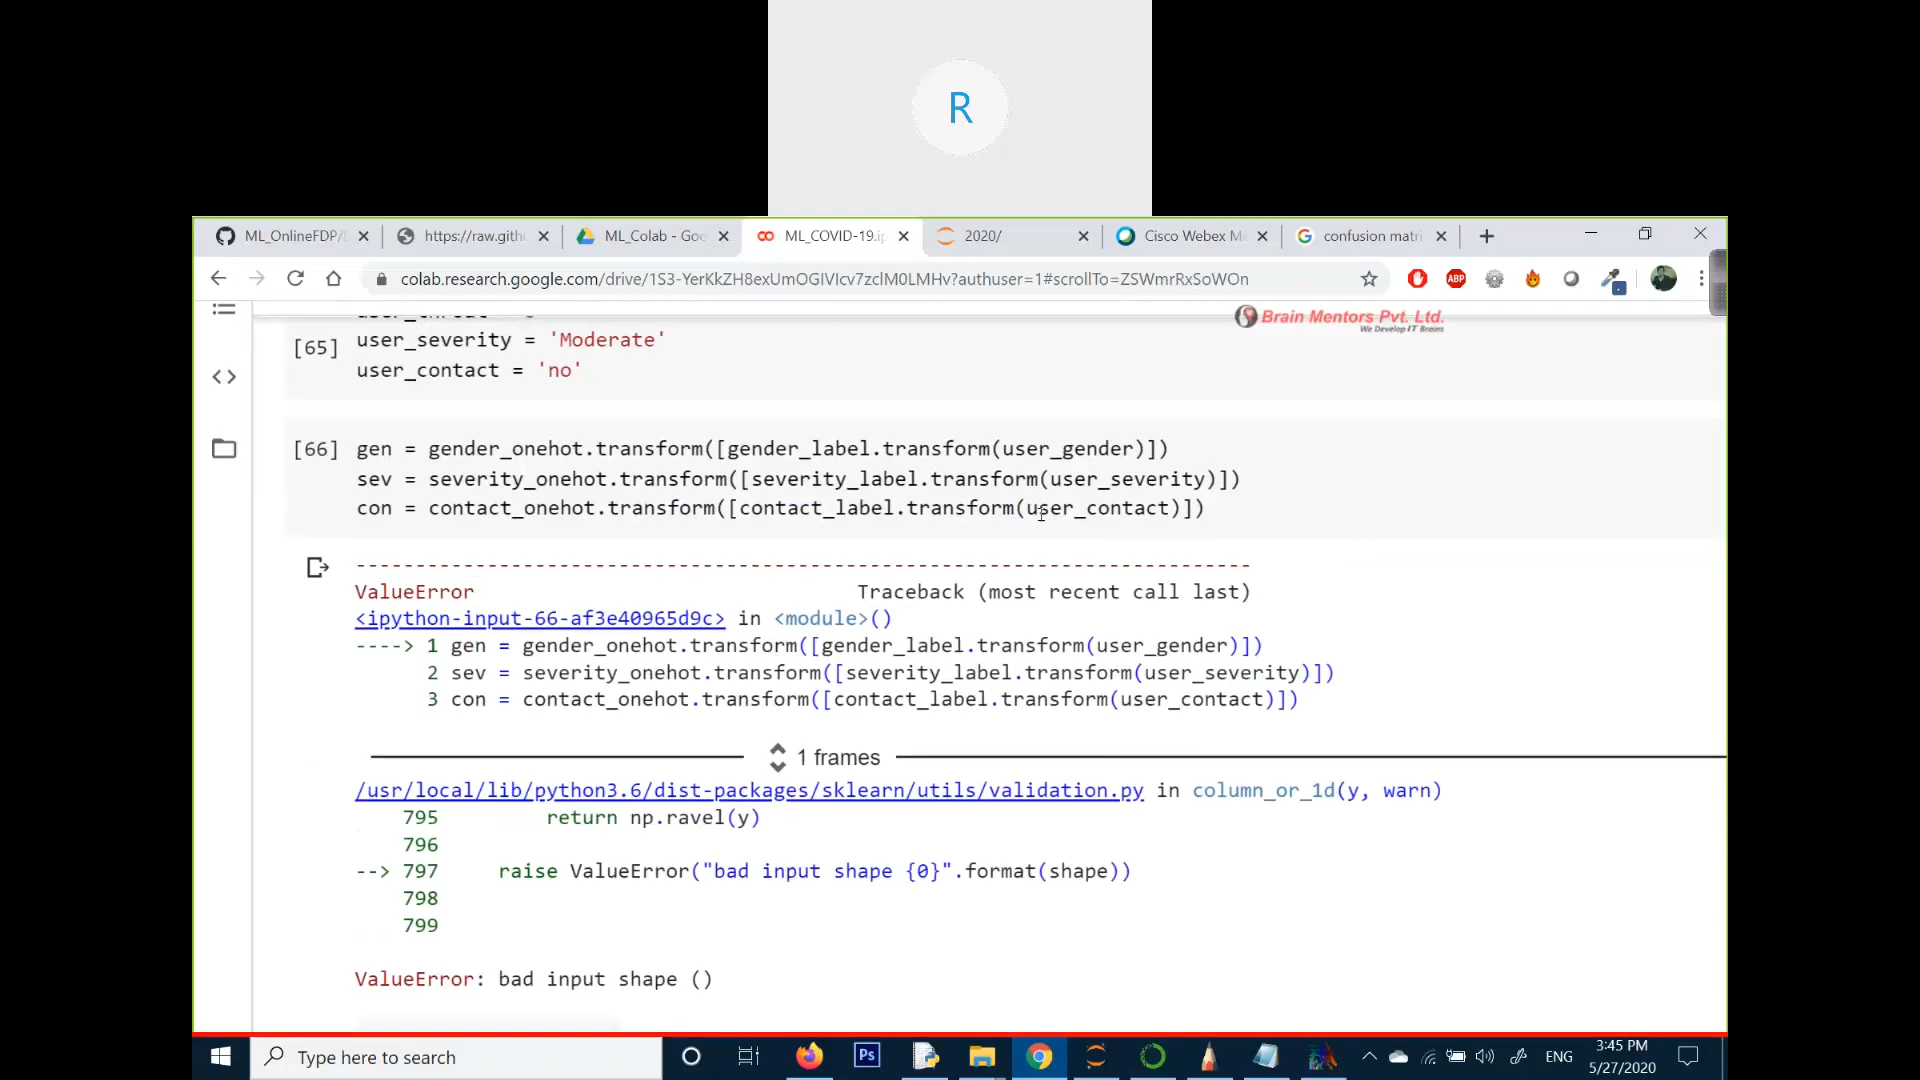 R
ML_OnlineFDP/
https://raw.gith
ML_Colab - Goo
ML_COVID-19.ip
2020/
Cisco Webex M
confusion matri
colab.research.google.com/drive/1S3-YerKkZH8exUmOGIVIcv7zclM0LMHv?authuser=1#scrollTo=ZSWmrRxSoWOn
ABP
Brain Mentors Pvt. Ltd.
We Develop IT Brains
[65]
user_severity = 'Moderate'
user_contact = 'no'
[66] gen = gender_onehot.transform([gender_label.transform(user_gender)])
sev = severity_onehot.transform([severity_label.transform(user_severity)])
con = contact_onehot.transform([contact_label.transform(user_contact)])
---------------------------------------------------------------------------
ValueError Traceback (most recent call last)
<ipython-input-66-af3e40965d9c> in <module>()
----> 1 gen = gender_onehot.transform([gender_label.transform(user_gender)])
2 sev = severity_onehot.transform([severity_label.transform(user_severity)])
3 con = contact_onehot.transform([contact_label.transform(user_contact)])
1 frames
/usr/local/lib/python3.6/dist-packages/sklearn/utils/validation.py in column_or_1d(y, warn)
795 return np.ravel(y)
796
--> 797 raise ValueError("bad input shape {0}".format(shape))
798
799
ValueError: bad input shape ()
Type here to search
Ps
ENG
3:45 PM
5/27/2020